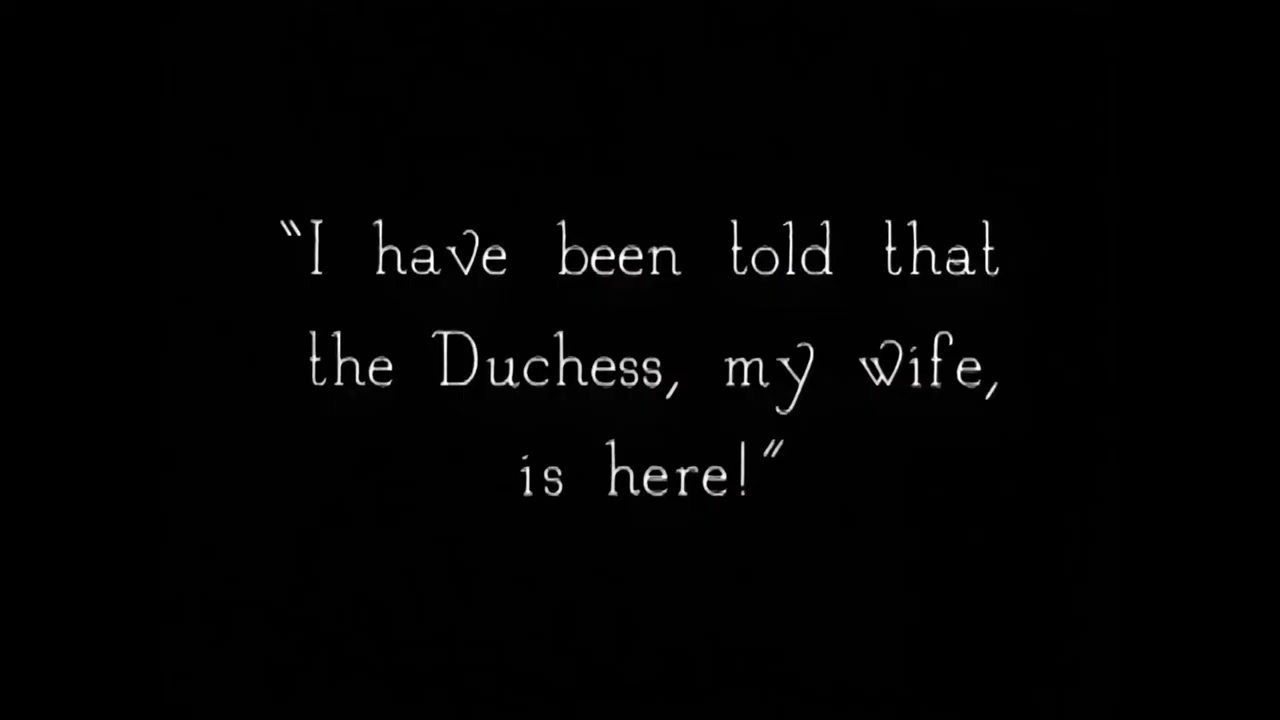 “I have been told that
the Duchess, my wife,
is here!”